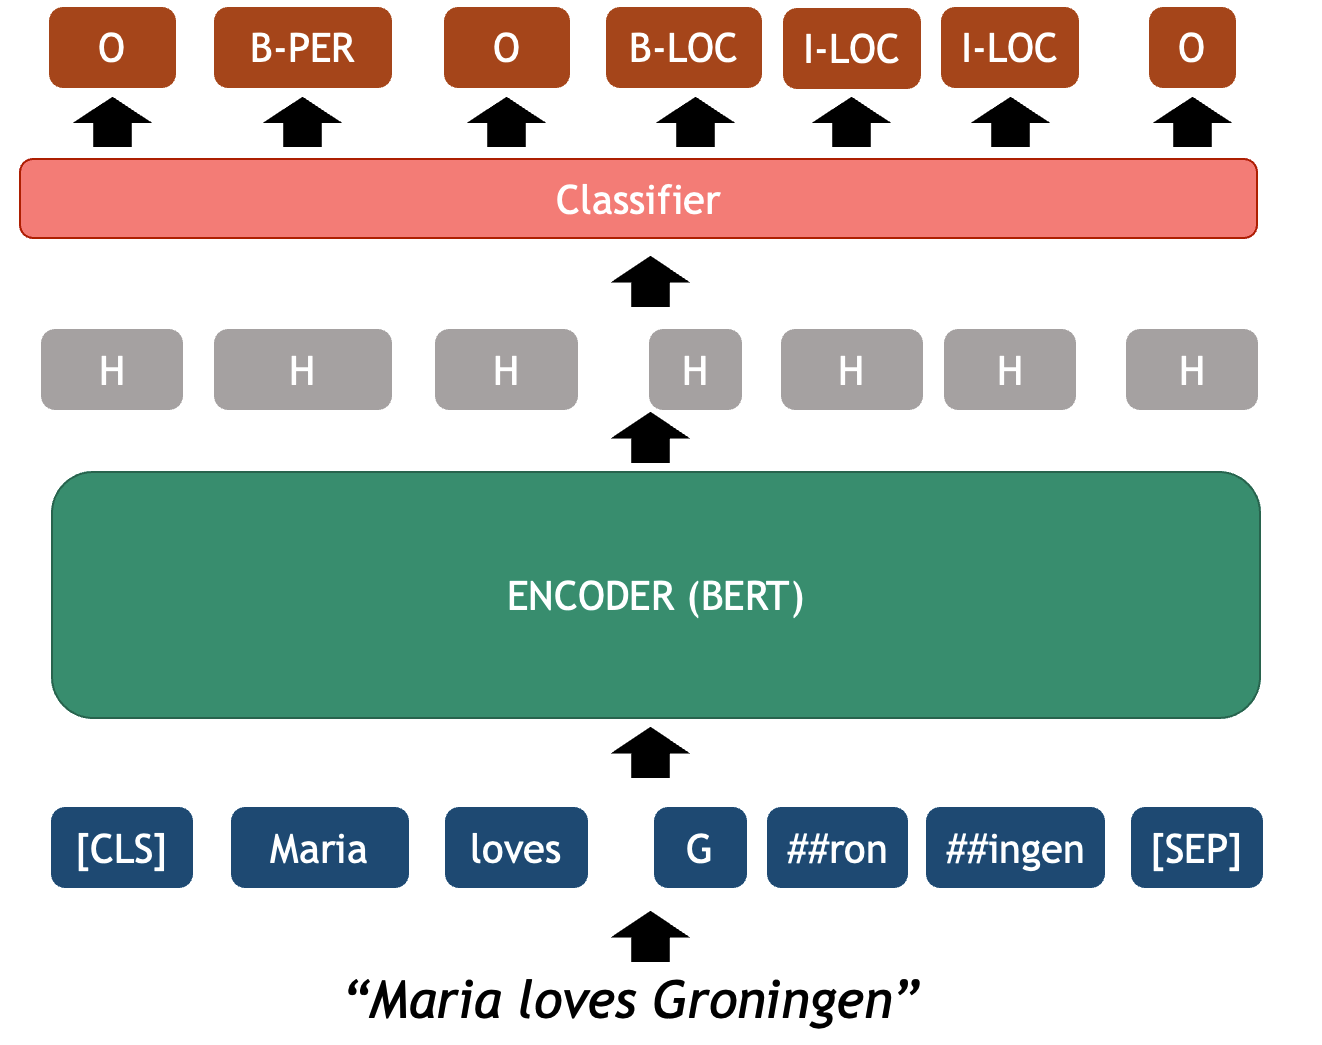 O B-PER O B-LOC I-LOC I-LOC O
Classifier
H H H H H H H
ENCODER (BERT)
[CLS] Maria loves G ##ron ##ingen [SEP]
“Maria loves Groningen”